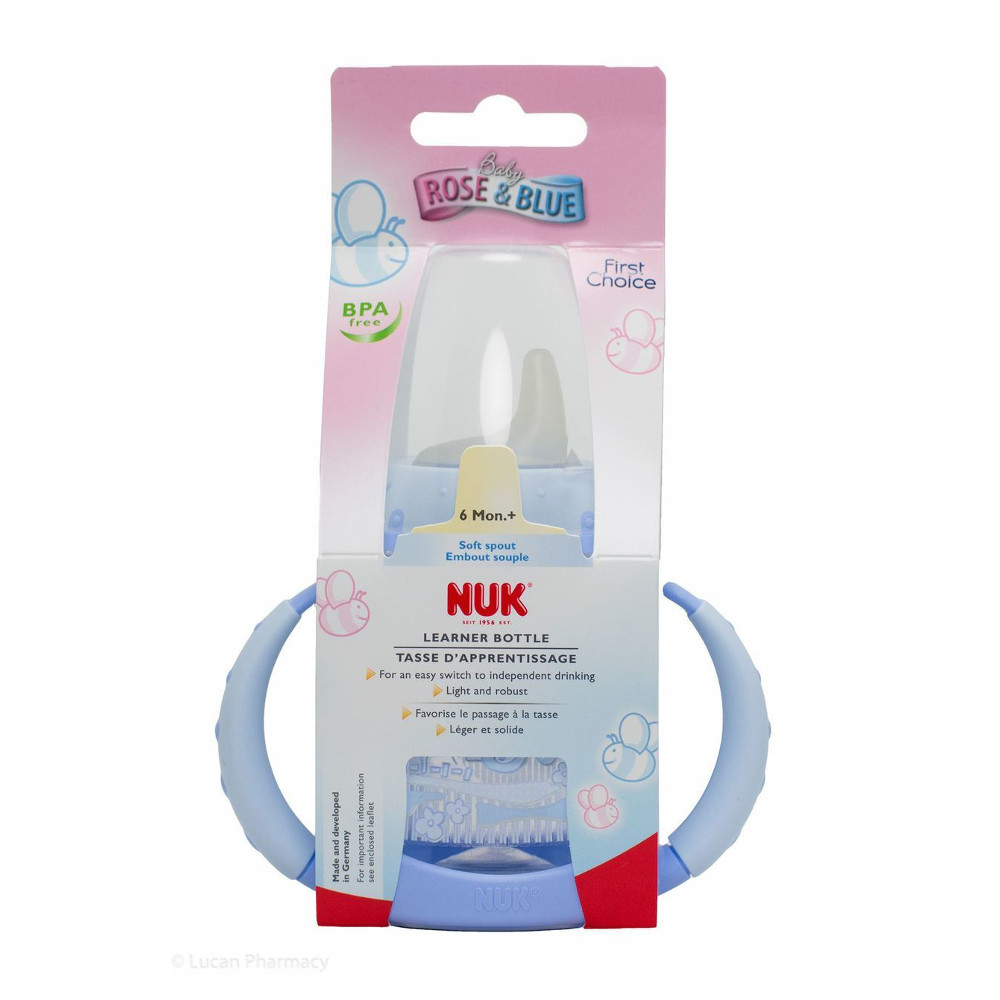 Baby
ROSE & BLUE
First
Choice
BPA
free
6 Mon.+
Soft spout
Embout souple
NUK®
SEIT 1956 EST.
LEARNER BOTTLE
TASSE D'APPRENTISSAGE
For an easy switch to independent drinking
Light and robust
Favorise le passage à la tasse
Léger et solide
Made and developed
in Germany
For important information
see enclosed leaflet
NUK
© Lucan Pharmacy